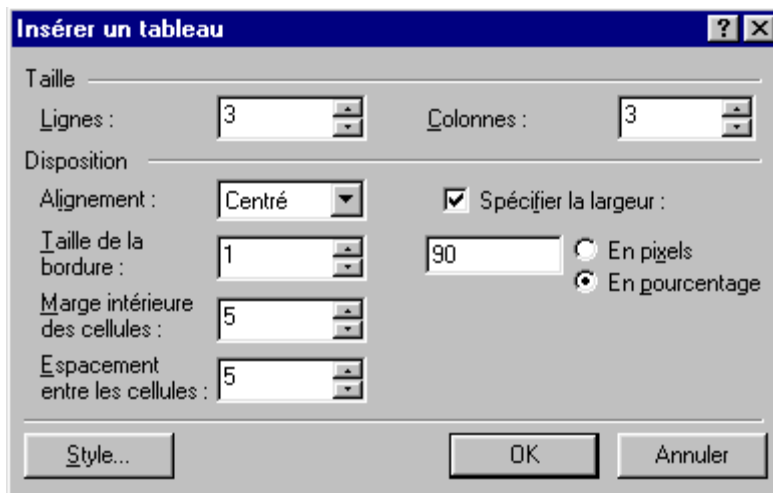 Insérer un tableau
Taille
Lignes : 3 Colonnes : 3
Disposition
Alignement : Centré Spécifier la largeur :
Taille de la
bordure : 1 90 En pixels
En pourcentage
Marge intérieure
des cellules : 5
Espacement
entre les cellules : 5
Style... OK Annuler